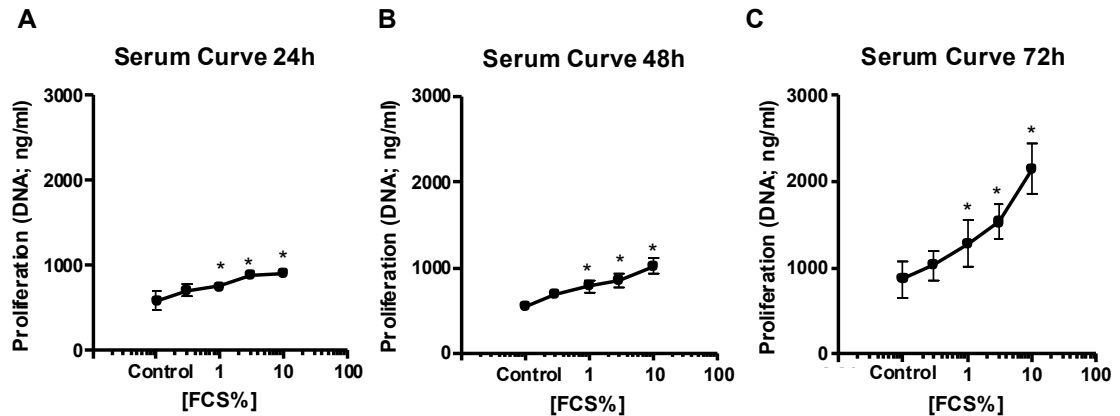 A
Serum Curve 24h
Proliferation (DNA; ng/ml)
3000
2000
1000
0
*
*
*
Control
1
10
100
[FCS%]
B
Serum Curve 48h
Proliferation (DNA; ng/ml)
3000
2000
1000
0
*
*
*
Control
1
10
100
[FCS%]
C
Serum Curve 72h
Proliferation (DNA; ng/ml)
3000
2000
1000
0
*
*
*
Control
1
10
100
[FCS%]